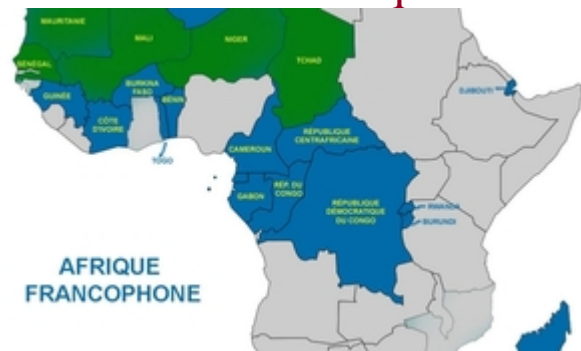 MAURITANIE
MALI
NIGER
TCHAD
SÉNÉGAL
GUINÉE
BURKINA
FASO
BÉNIN
CÔTE
D'IVOIRE
TOGO
CAMEROUN
RÉPUBLIQUE
CENTRAFRICAINE
DJIBOUTI
GABON
RÉP. DU
CONGO
RÉPUBLIQUE
DÉMOCRATIQUE
DU CONGO
RWANDA
BURUNDI
AFRIQUE
FRANCOPHONE